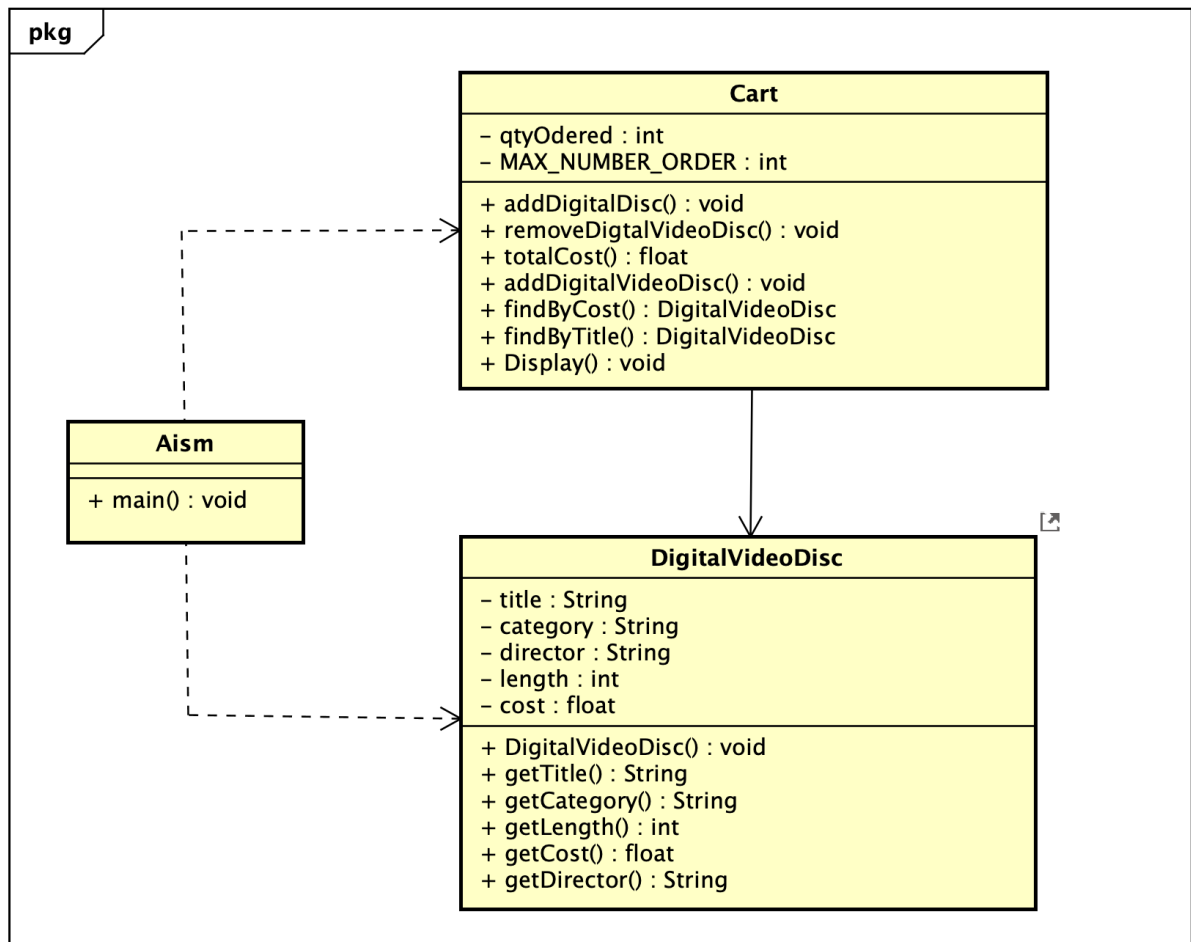 pkg
Cart
– qtyOdered : int
– MAX_NUMBER_ORDER : int
+ addDigitalDisc() : void
+ removeDigtalVideoDisc() : void
+ totalCost() : float
+ addDigitalVideoDisc() : void
+ findByCost() : DigitalVideoDisc
+ findByTitle() : DigitalVideoDisc
+ Display() : void
Aism
+ main() : void
DigitalVideoDisc
– title : String
– category : String
– director : String
– length : int
– cost : float
+ DigitalVideoDisc() : void
+ getTitle() : String
+ getCategory() : String
+ getLength() : int
+ getCost() : float
+ getDirector() : String